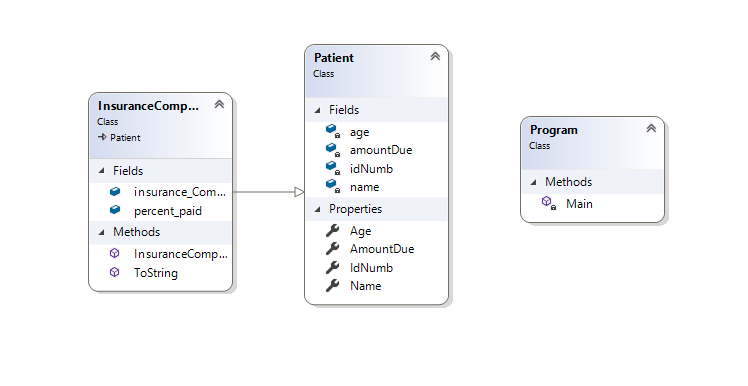 InsuranceComp...
Class
Patient
Fields
insurance_Com...
percent_paid
Methods
InsuranceComp...
ToString
Patient
Class
Fields
age
amountDue
idNumb
name
Properties
Age
AmountDue
IdNumb
Name
Program
Class
Methods
Main